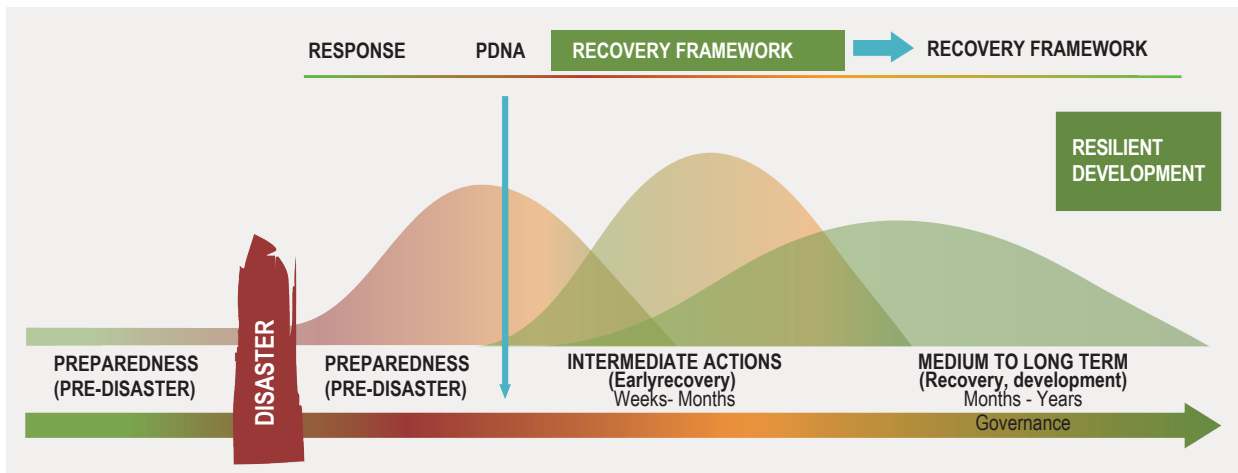 RESPONSE
PDNA
RECOVERY FRAMEWORK
RECOVERY FRAMEWORK
RESILIENT
DEVELOPMENT
PREPAREDNESS
(PRE-DISASTER)
DISASTER
PREPAREDNESS
(PRE-DISASTER)
INTERMEDIATE ACTIONS
(Earlyrecovery)
Weeks- Months
MEDIUM TO LONG TERM
(Recovery, development)
Months - Years
Governance